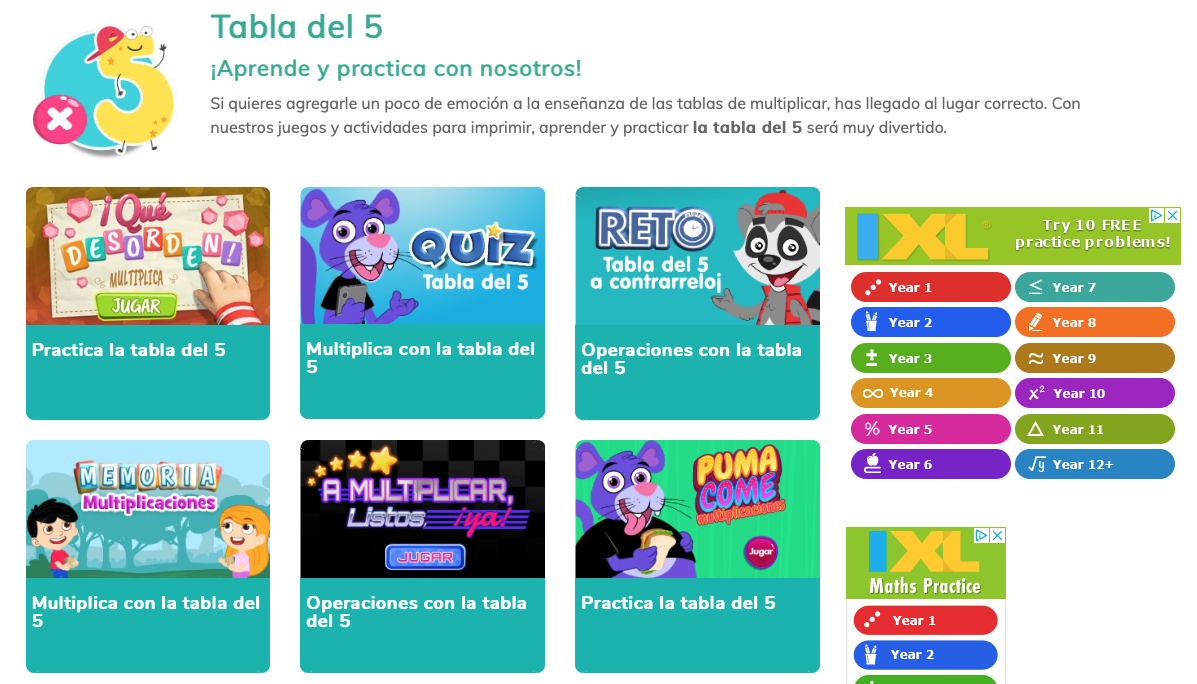 Tabla del 5
¡Aprende y practica con nosotros!
Si quieres agregarle un poco de emoción a la enseñanza de las tablas de multiplicar, has llegado al lugar correcto. Con
nuestros juegos y actividades para imprimir, aprender y practicar la tabla del 5 será muy divertido.
¡Qué
DESORDEN!
MULTIPLICA
JUGAR
Practica la tabla del 5
QUIZ
Tabla del 5
Multiplica con la tabla del
5
RETO
Tabla del 5
a contrarreloj
Operaciones con la tabla
del 5
MEMORIA
Multiplicaciones
Multiplica con la tabla del
5
A MULTIPLICAR,
Listos ¡ya!
JUGAR
Operaciones con la tabla
del 5
PUMA
COME
multiplicaciones
Jugar
Practica la tabla del 5
IXL
Try 10 FREE
practice problems!
Year 1
≤ Year 7
Year 2
Year 8
± Year 3
≈ Year 9
∞ Year 4
x² Year 10
% Year 5
Year 11
Year 6
√y Year 12+
IXL
Maths Practice
Year 1
Year 2